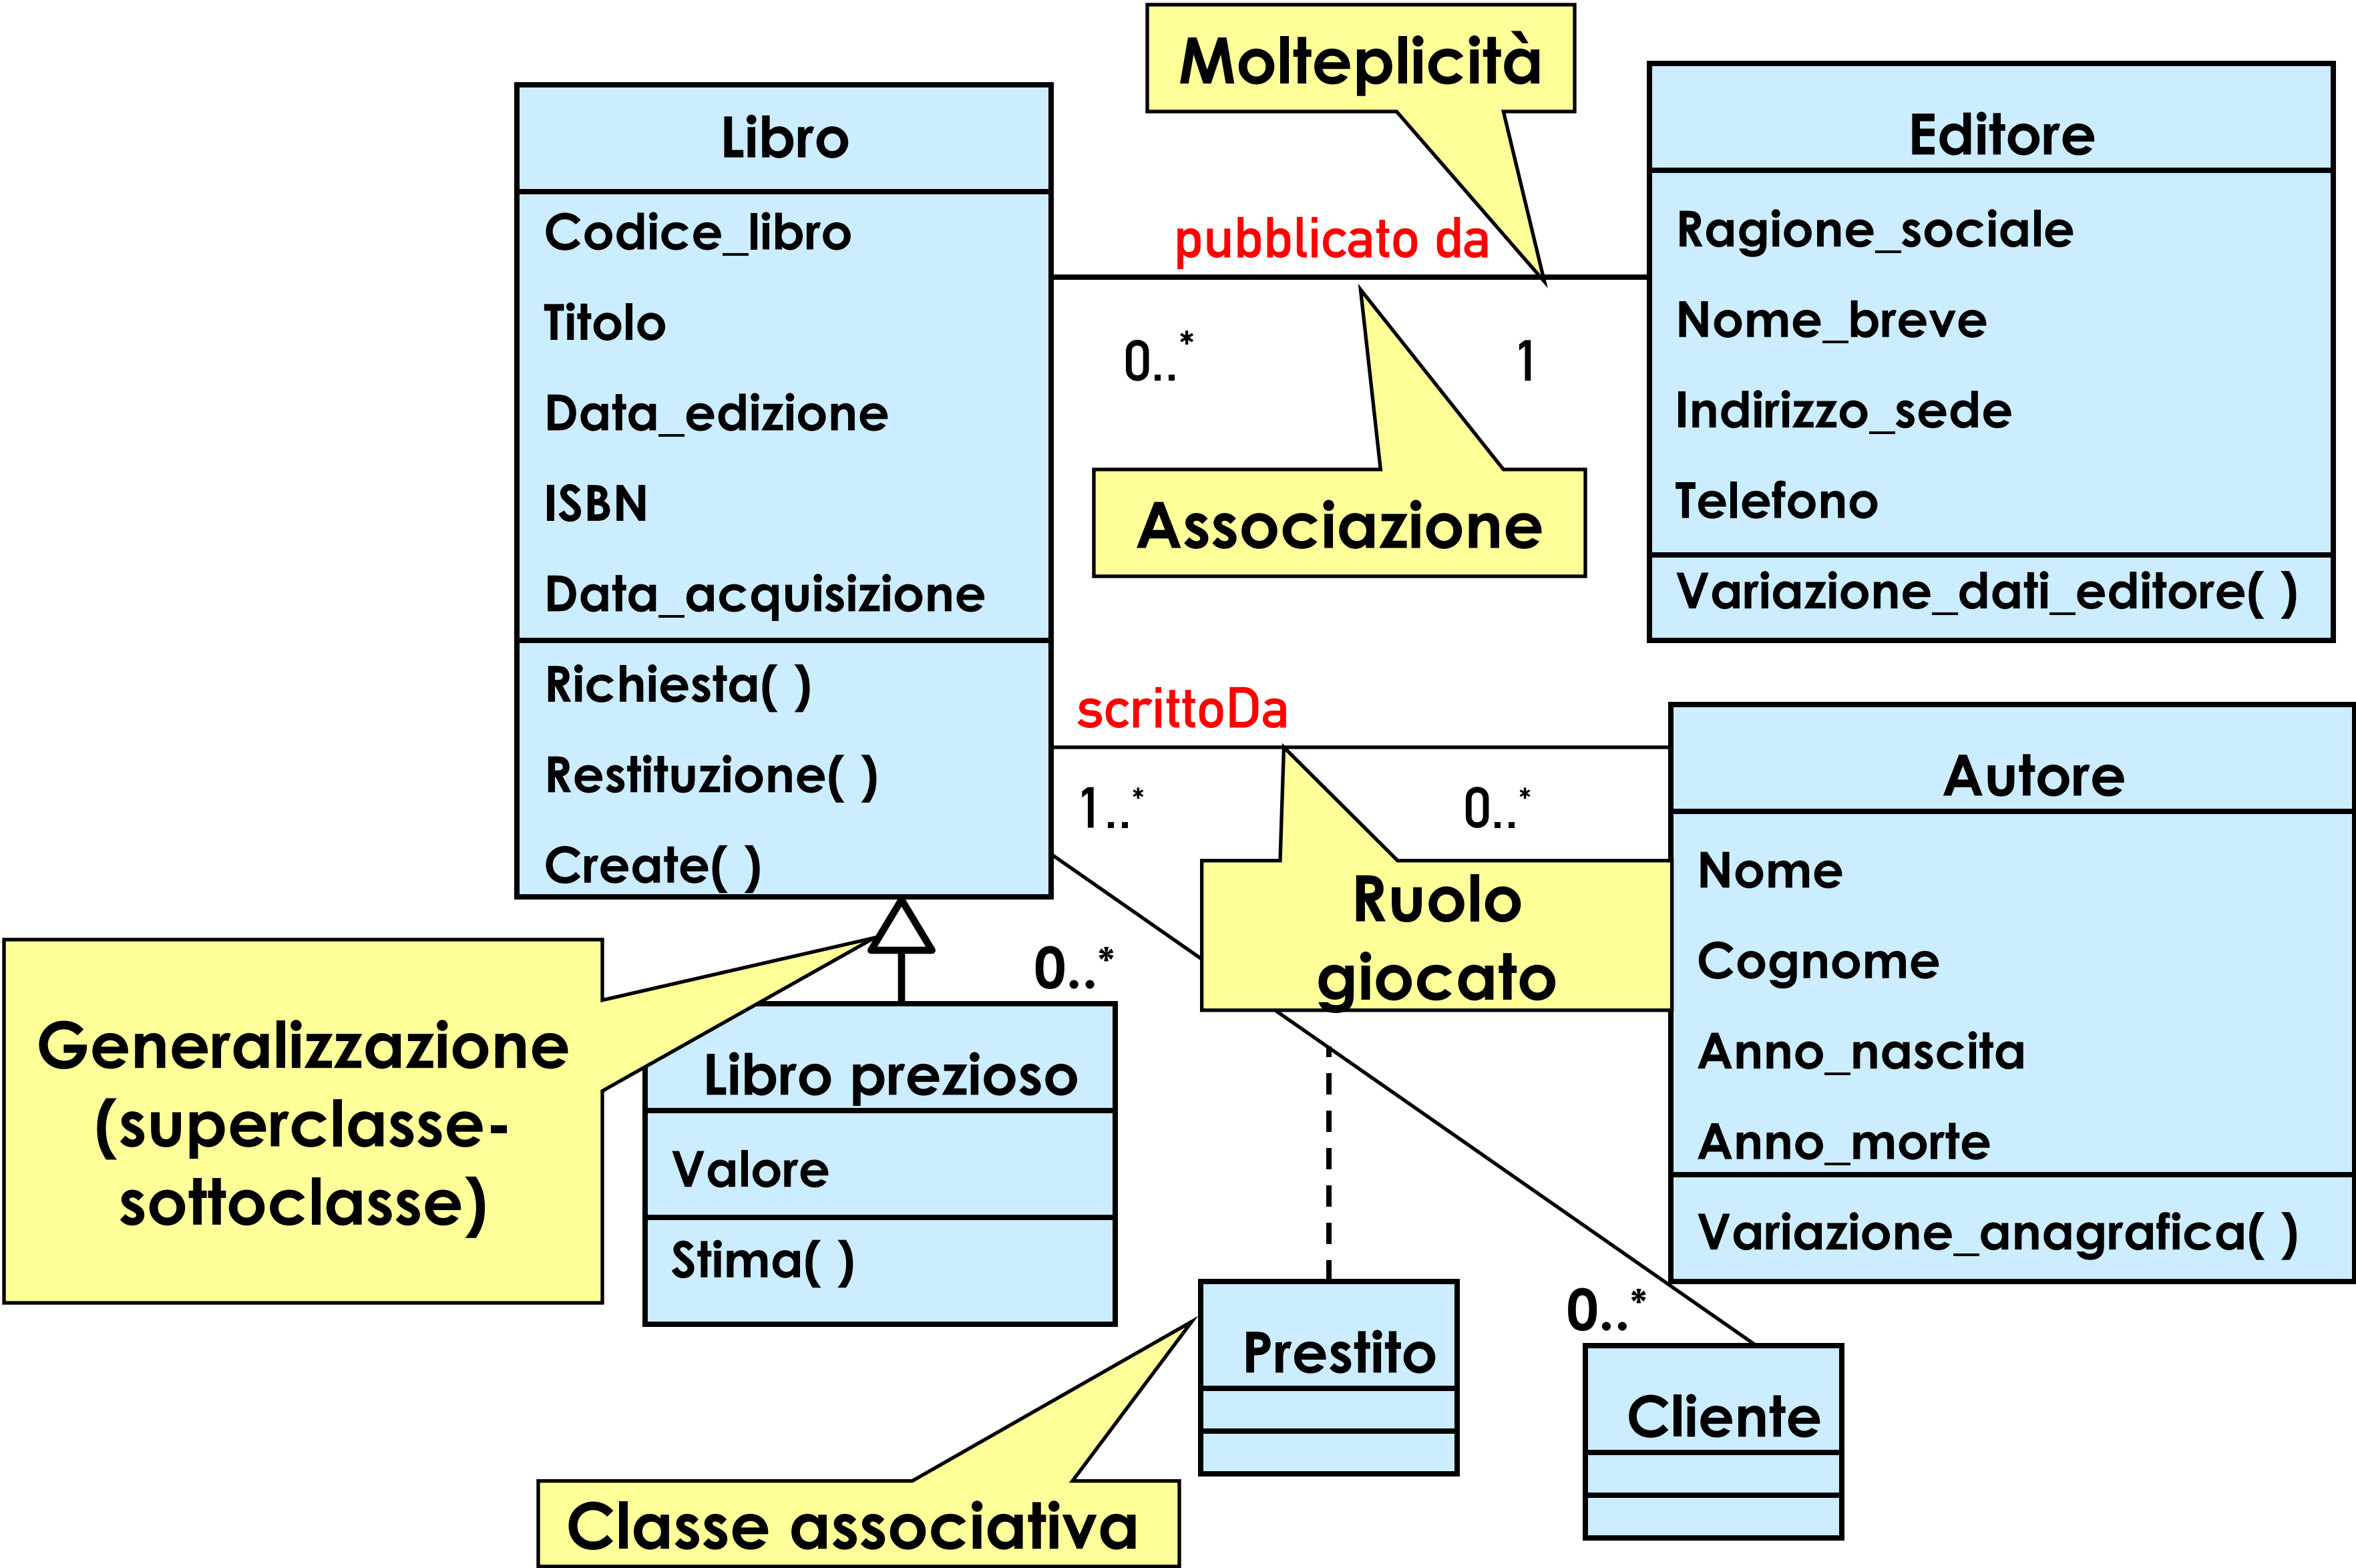 Molteplicità
Libro
Codice_libro
Titolo
Data_edizione
ISBN
Data_acquisizione
Richiesta( )
Restituzione( )
Create( )
pubblicato da
0..*
1
Associazione
Editore
Ragione_sociale
Nome_breve
Indirizzo_sede
Telefono
Variazione_dati_editore( )
scrittoDa
1..*
0..*
Ruolo
giocato
Autore
Nome
Cognome
Anno_nascita
Anno_morte
Variazione_anagrafica( )
Generalizzazione
(superclasse-
sottoclasse)
0..*
Libro prezioso
Valore
Stima( )
Prestito
0..*
Cliente
Classe associativa